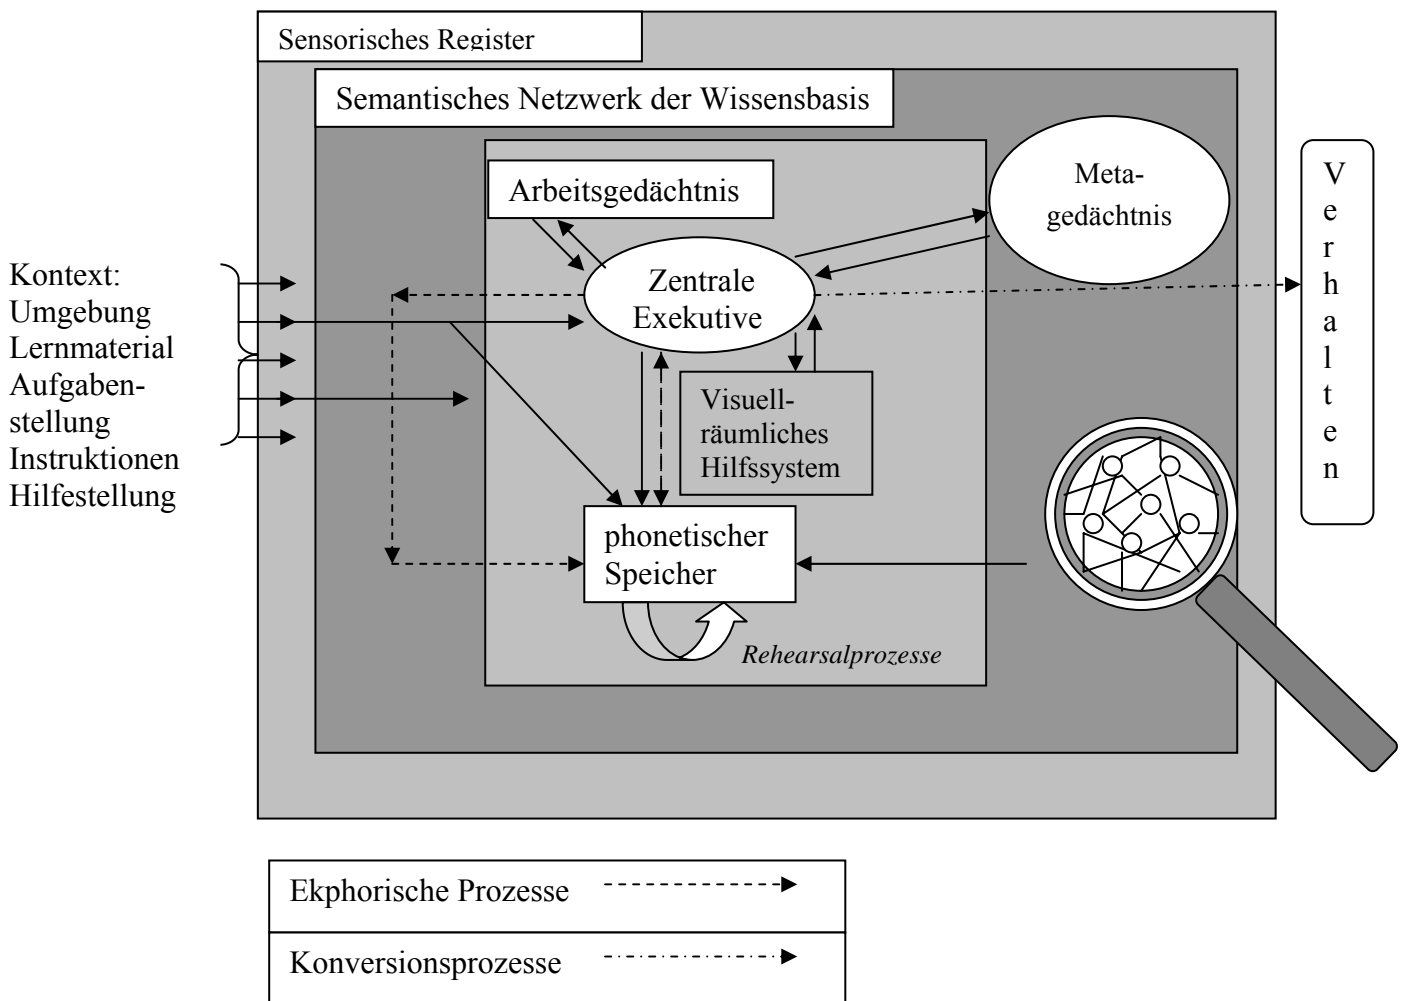 Sensorisches Register
Semantisches Netzwerk der Wissensbasis
Arbeitsgedächtnis
Meta-
gedächtnis
Zentrale
Exekutive
Kontext:
Umgebung
Lernmaterial
Aufgaben-
stellung
Instruktionen
Hilfestellung
Visuell-
räumliches
Hilfssystem
phonetischer
Speicher
Rehearsalprozesse
V
e
r
h
a
l
t
e
n
Ekphorische Prozesse
Konversionsprozesse